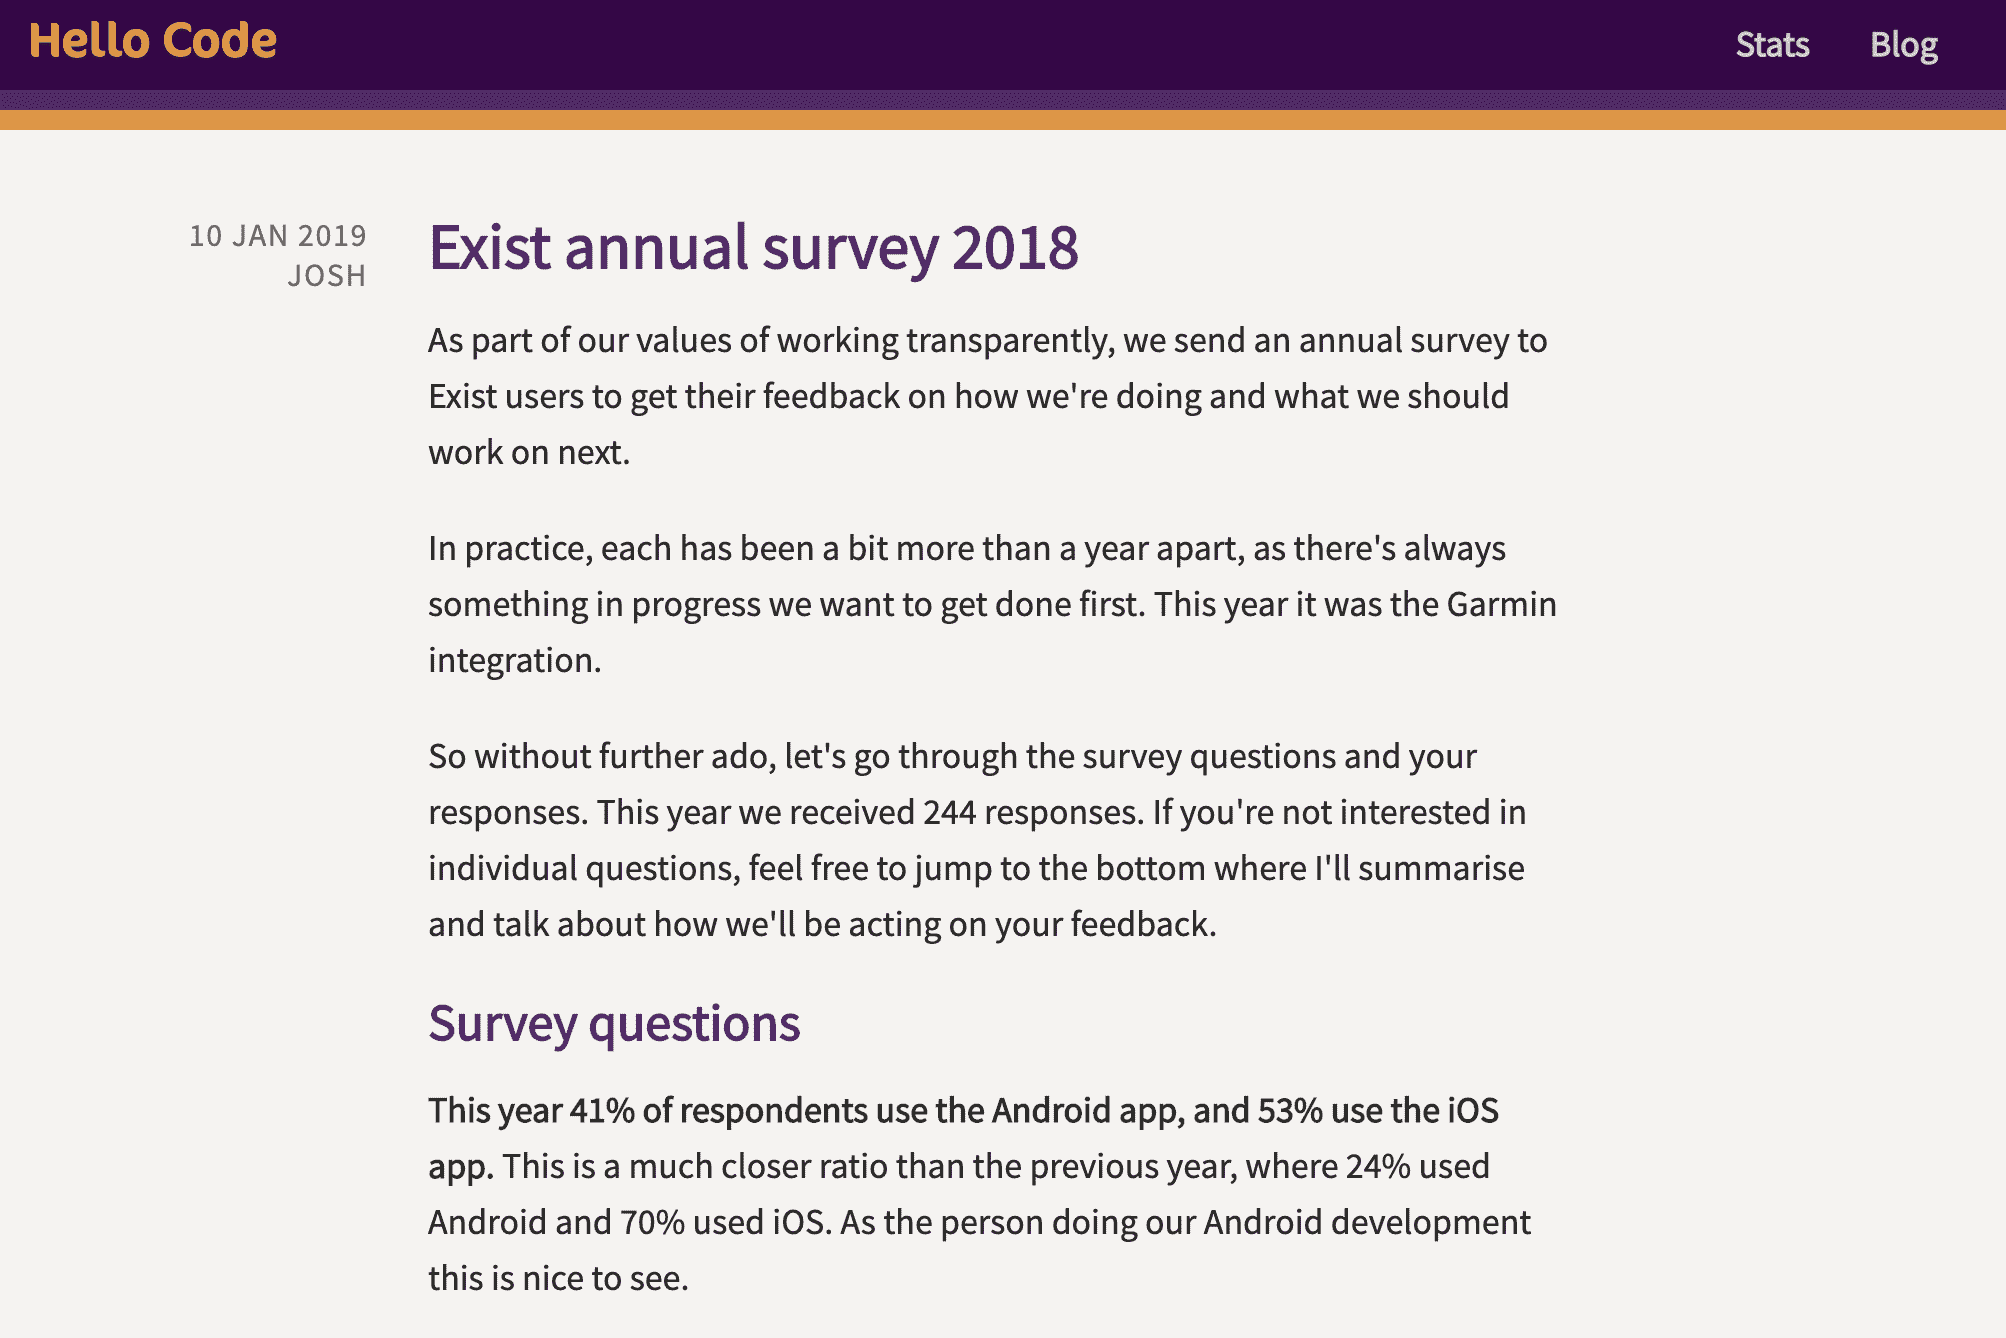 Hello Code
Stats
Blog
10 JAN 2019
JOSH
Exist annual survey 2018
As part of our values of working transparently, we send an annual survey to
Exist users to get their feedback on how we're doing and what we should
work on next.
In practice, each has been a bit more than a year apart, as there's always
something in progress we want to get done first. This year it was the Garmin
integration.
So without further ado, let's go through the survey questions and your
responses. This year we received 244 responses. If you're not interested in
individual questions, feel free to jump to the bottom where I'll summarise
and talk about how we'll be acting on your feedback.
Survey questions
This year 41% of respondents use the Android app, and 53% use the iOS
app. This is a much closer ratio than the previous year, where 24% used
Android and 70% used iOS. As the person doing our Android development
this is nice to see.